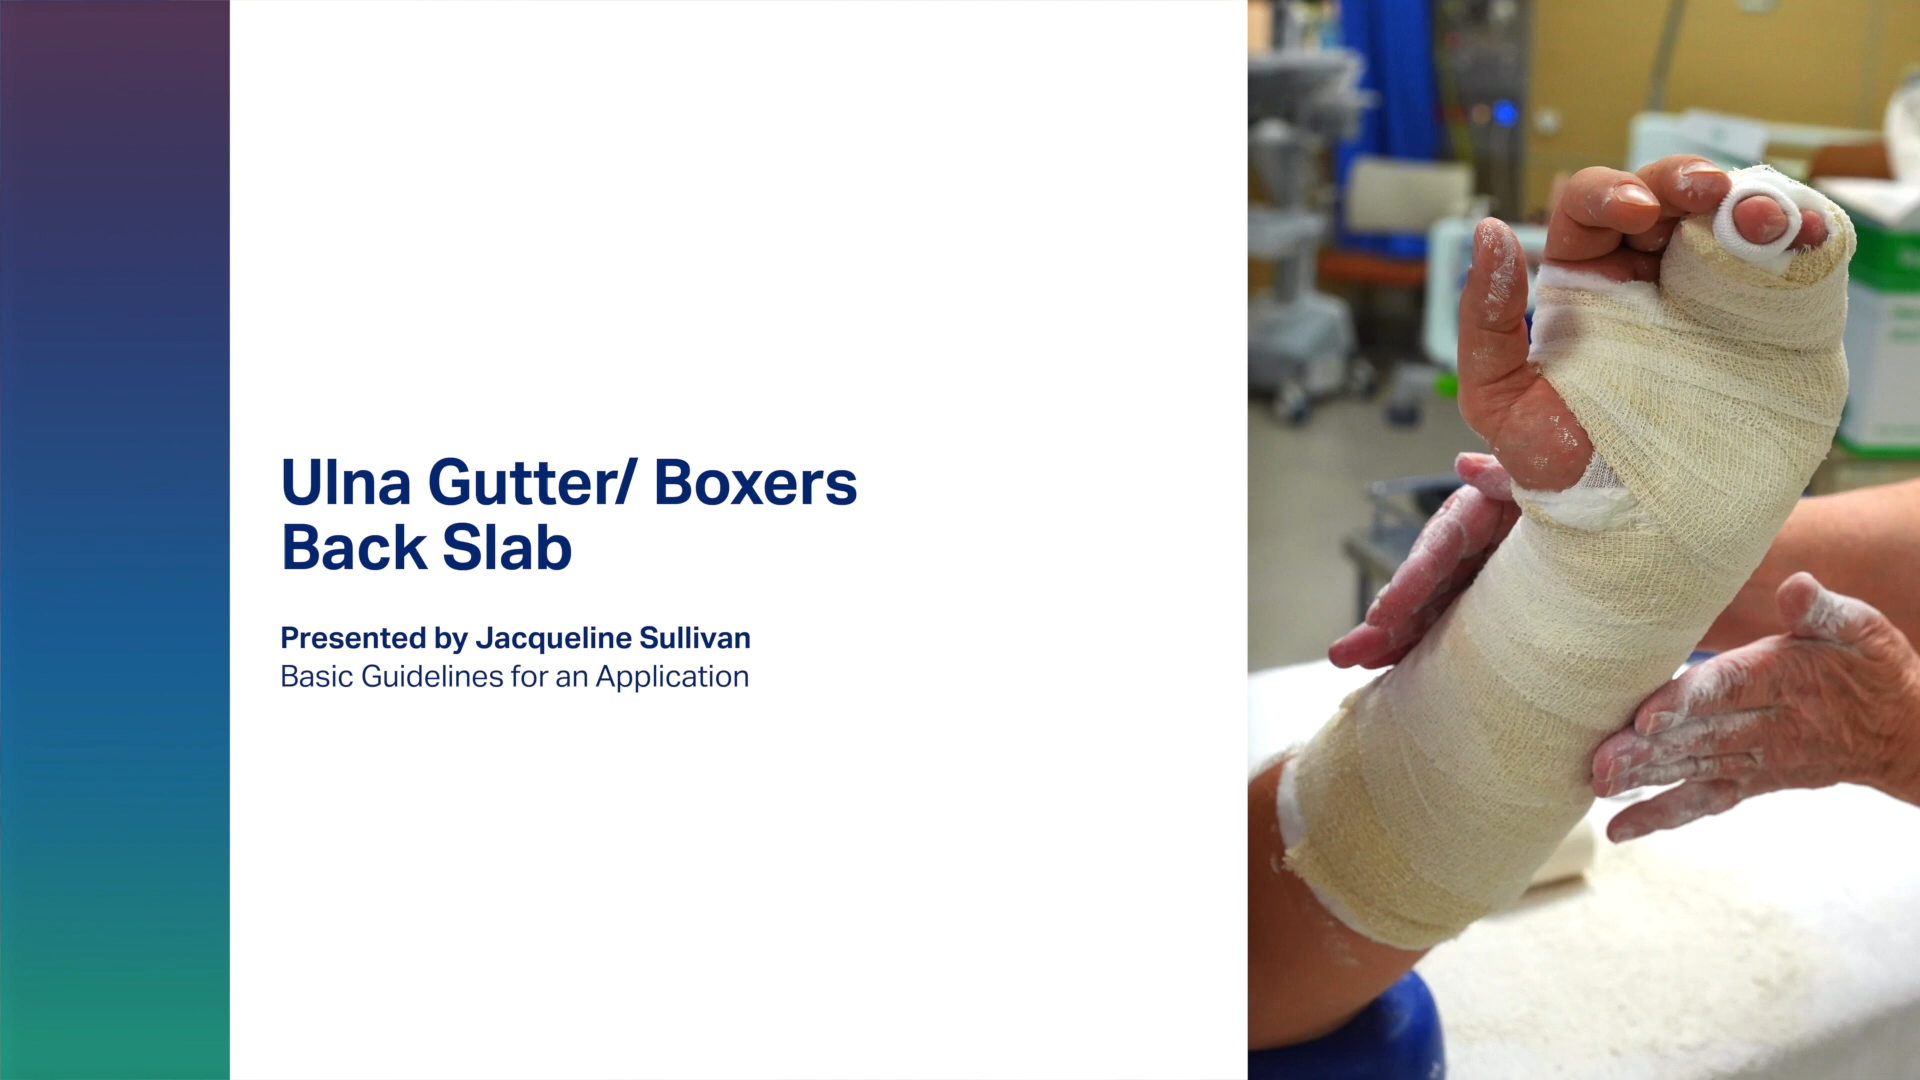 Ulna Gutter/ Boxers
Back Slab
Presented by Jacqueline Sullivan
Basic Guidelines for an Application